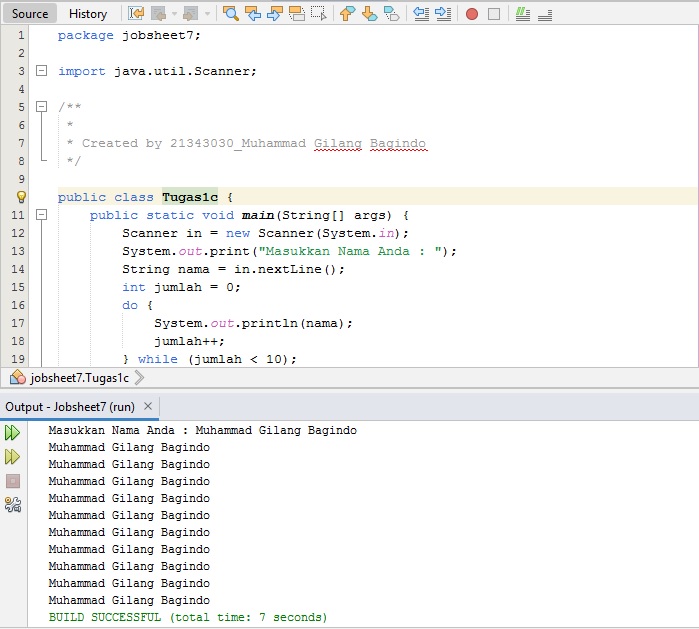 Source History
1 package jobsheet7;
2
3 import java.util.Scanner;
4
5 /**
6 *
7 * Created by 21343030_Muhammad Gilang Bagindo
8 */
9
public class Tugas1c {
11 public static void main(String[] args) {
12 Scanner in = new Scanner(System.in);
13 System.out.print("Masukkan Nama Anda : ");
14 String nama = in.nextLine();
15 int jumlah = 0;
16 do {
17 System.out.println(nama);
18 jumlah++;
19 } while (jumlah < 10);
jobsheet7.Tugas1c
Output - Jobsheet7 (run) ×
Masukkan Nama Anda : Muhammad Gilang Bagindo
Muhammad Gilang Bagindo
Muhammad Gilang Bagindo
Muhammad Gilang Bagindo
Muhammad Gilang Bagindo
Muhammad Gilang Bagindo
Muhammad Gilang Bagindo
Muhammad Gilang Bagindo
Muhammad Gilang Bagindo
Muhammad Gilang Bagindo
Muhammad Gilang Bagindo
BUILD SUCCESSFUL (total time: 7 seconds)